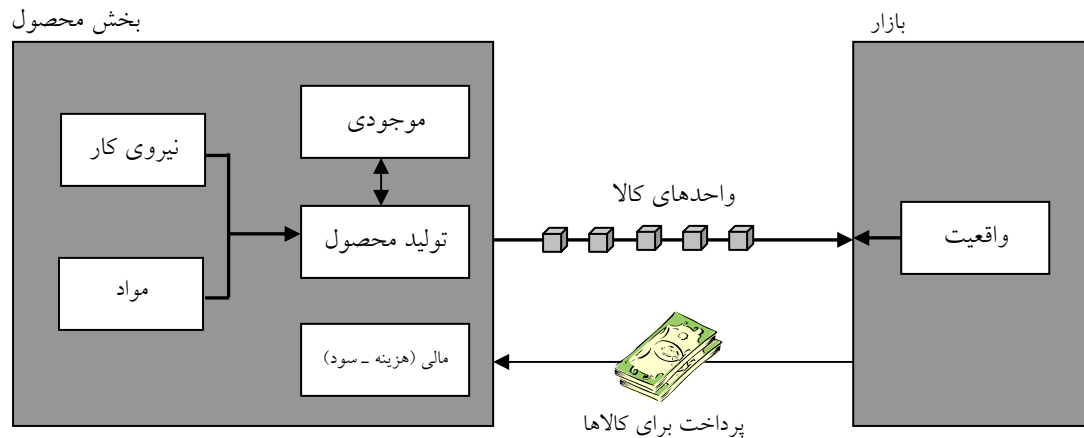 بخش محصول
بازار
موجودی
نیروی کار
واحدهای کالا
تولید محصول
واقعیت
مواد
مالی (هزینه ـ سود)
پرداخت برای کالاها